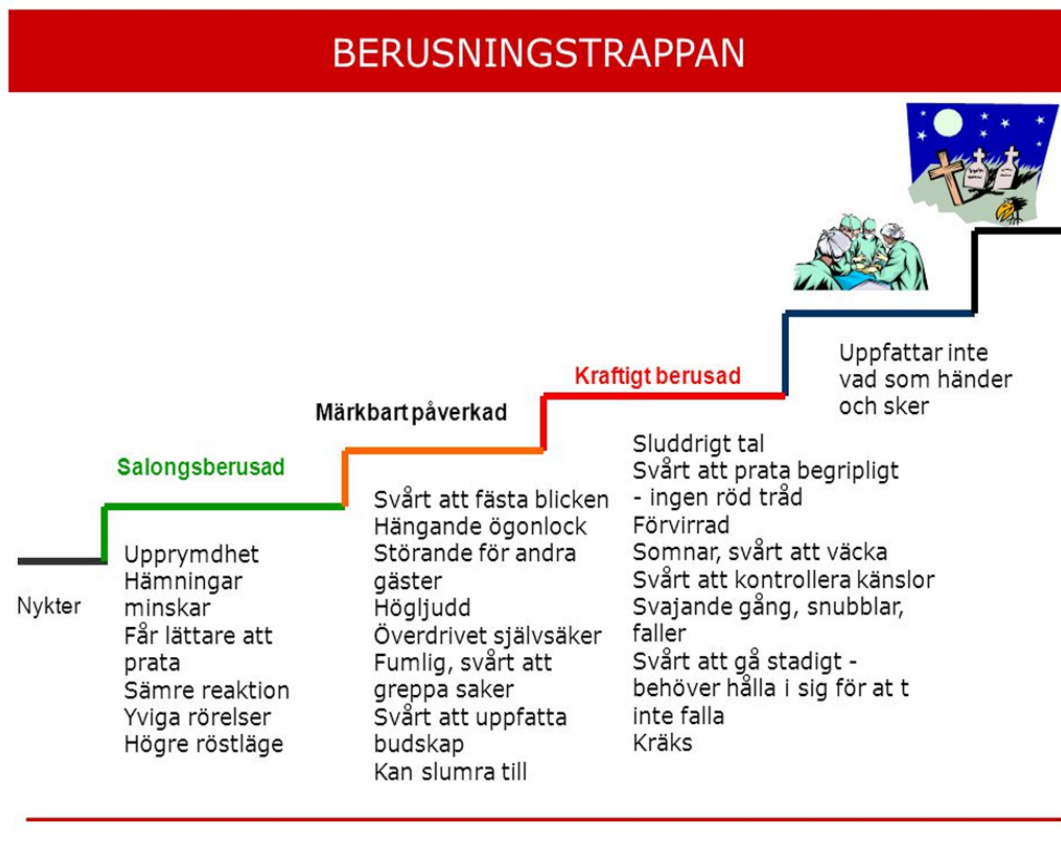 BERUSNINGSTRAPPAN
Nykter
Salongsberusad
Upprymdhet
Hämningar
minskar
Får lättare att
prata
Sämre reaktion
Yviga rörelser
Högre röstläge
Märkbart påverkad
Svårt att fästa blicken
Hängande ögonlock
Störande för andra
gäster
Högljudd
Överdrivet självsäker
Fumlig, svårt att
greppa saker
Svårt att uppfatta
budskap
Kan slumra till
Kraftigt berusad
Sluddrigt tal
Svårt att prata begripligt
- ingen röd tråd
Förvirrad
Somnar, svårt att väcka
Svårt att kontrollera känslor
Svajande gång, snubblar,
faller
Svårt att gå stadigt -
behöver hålla i sig för at t
inte falla
Kräks
Uppfattar inte
vad som händer
och sker